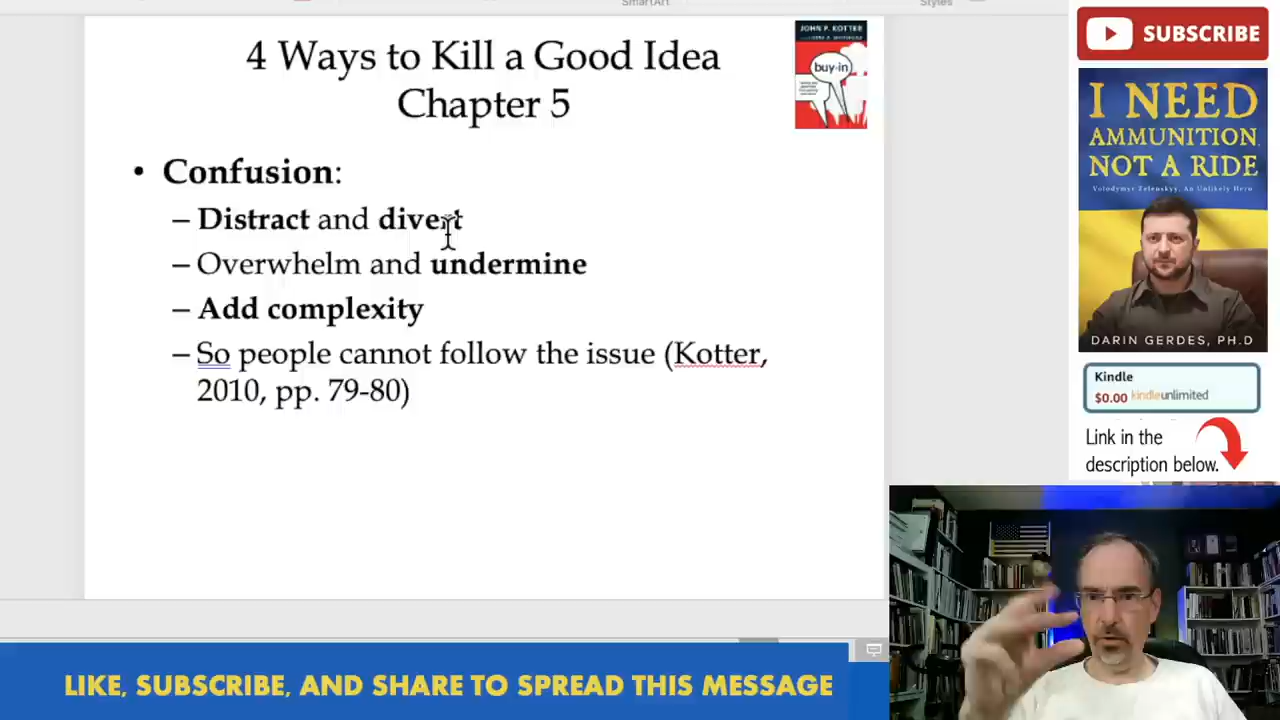 SmartArt
Styles
4 Ways to Kill a Good Idea
Chapter 5
• Confusion:
– Distract and divert
– Overwhelm and undermine
– Add complexity
– So people cannot follow the issue (Kotter,
2010, pp. 79-80)
JOHN P. KOTTER
buy·in
SUBSCRIBE
I NEED
AMMUNITION,
NOT A RIDE
Volodymyr Zelenskyy, An Unlikely Hero
DARIN GERDES, PH.D
Kindle
$0.00 kindleunlimited
Link in the
description below.
LIKE, SUBSCRIBE, AND SHARE TO SPREAD THIS MESSAGE